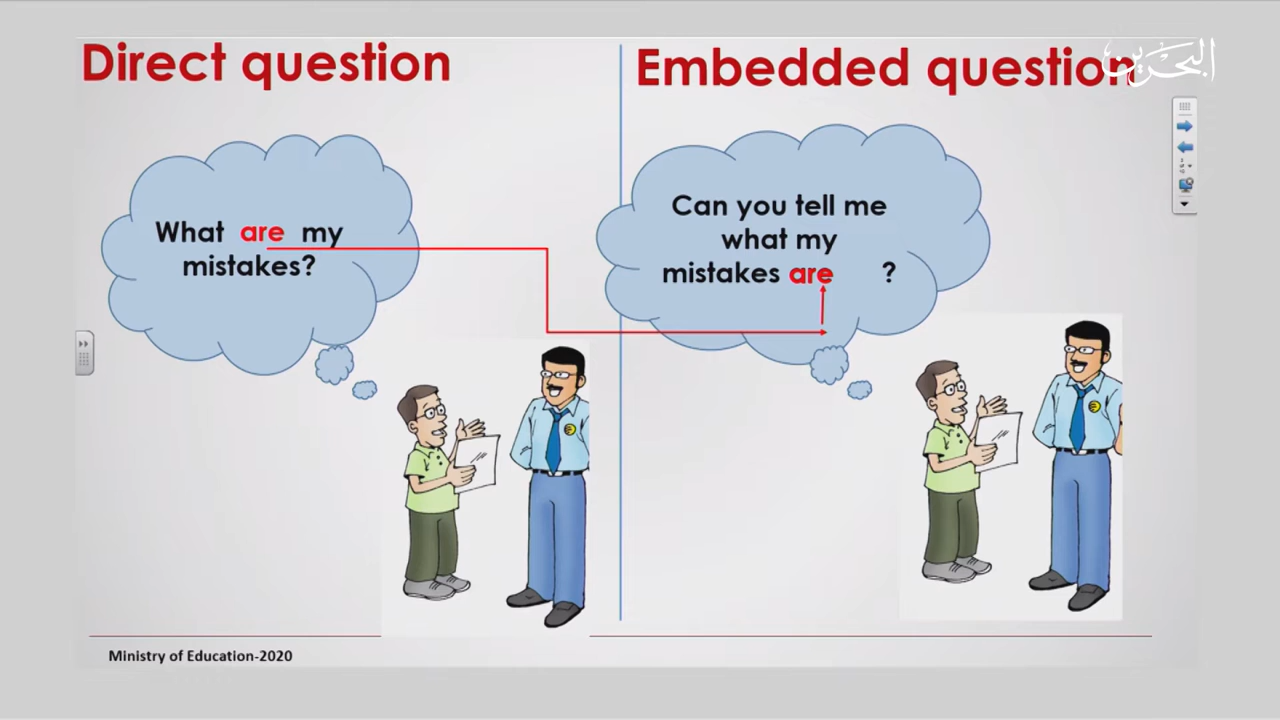 Direct question
Embedded question
البحرين
What are my
mistakes?
Can you tell me
what my
mistakes are ?
Ministry of Education-2020